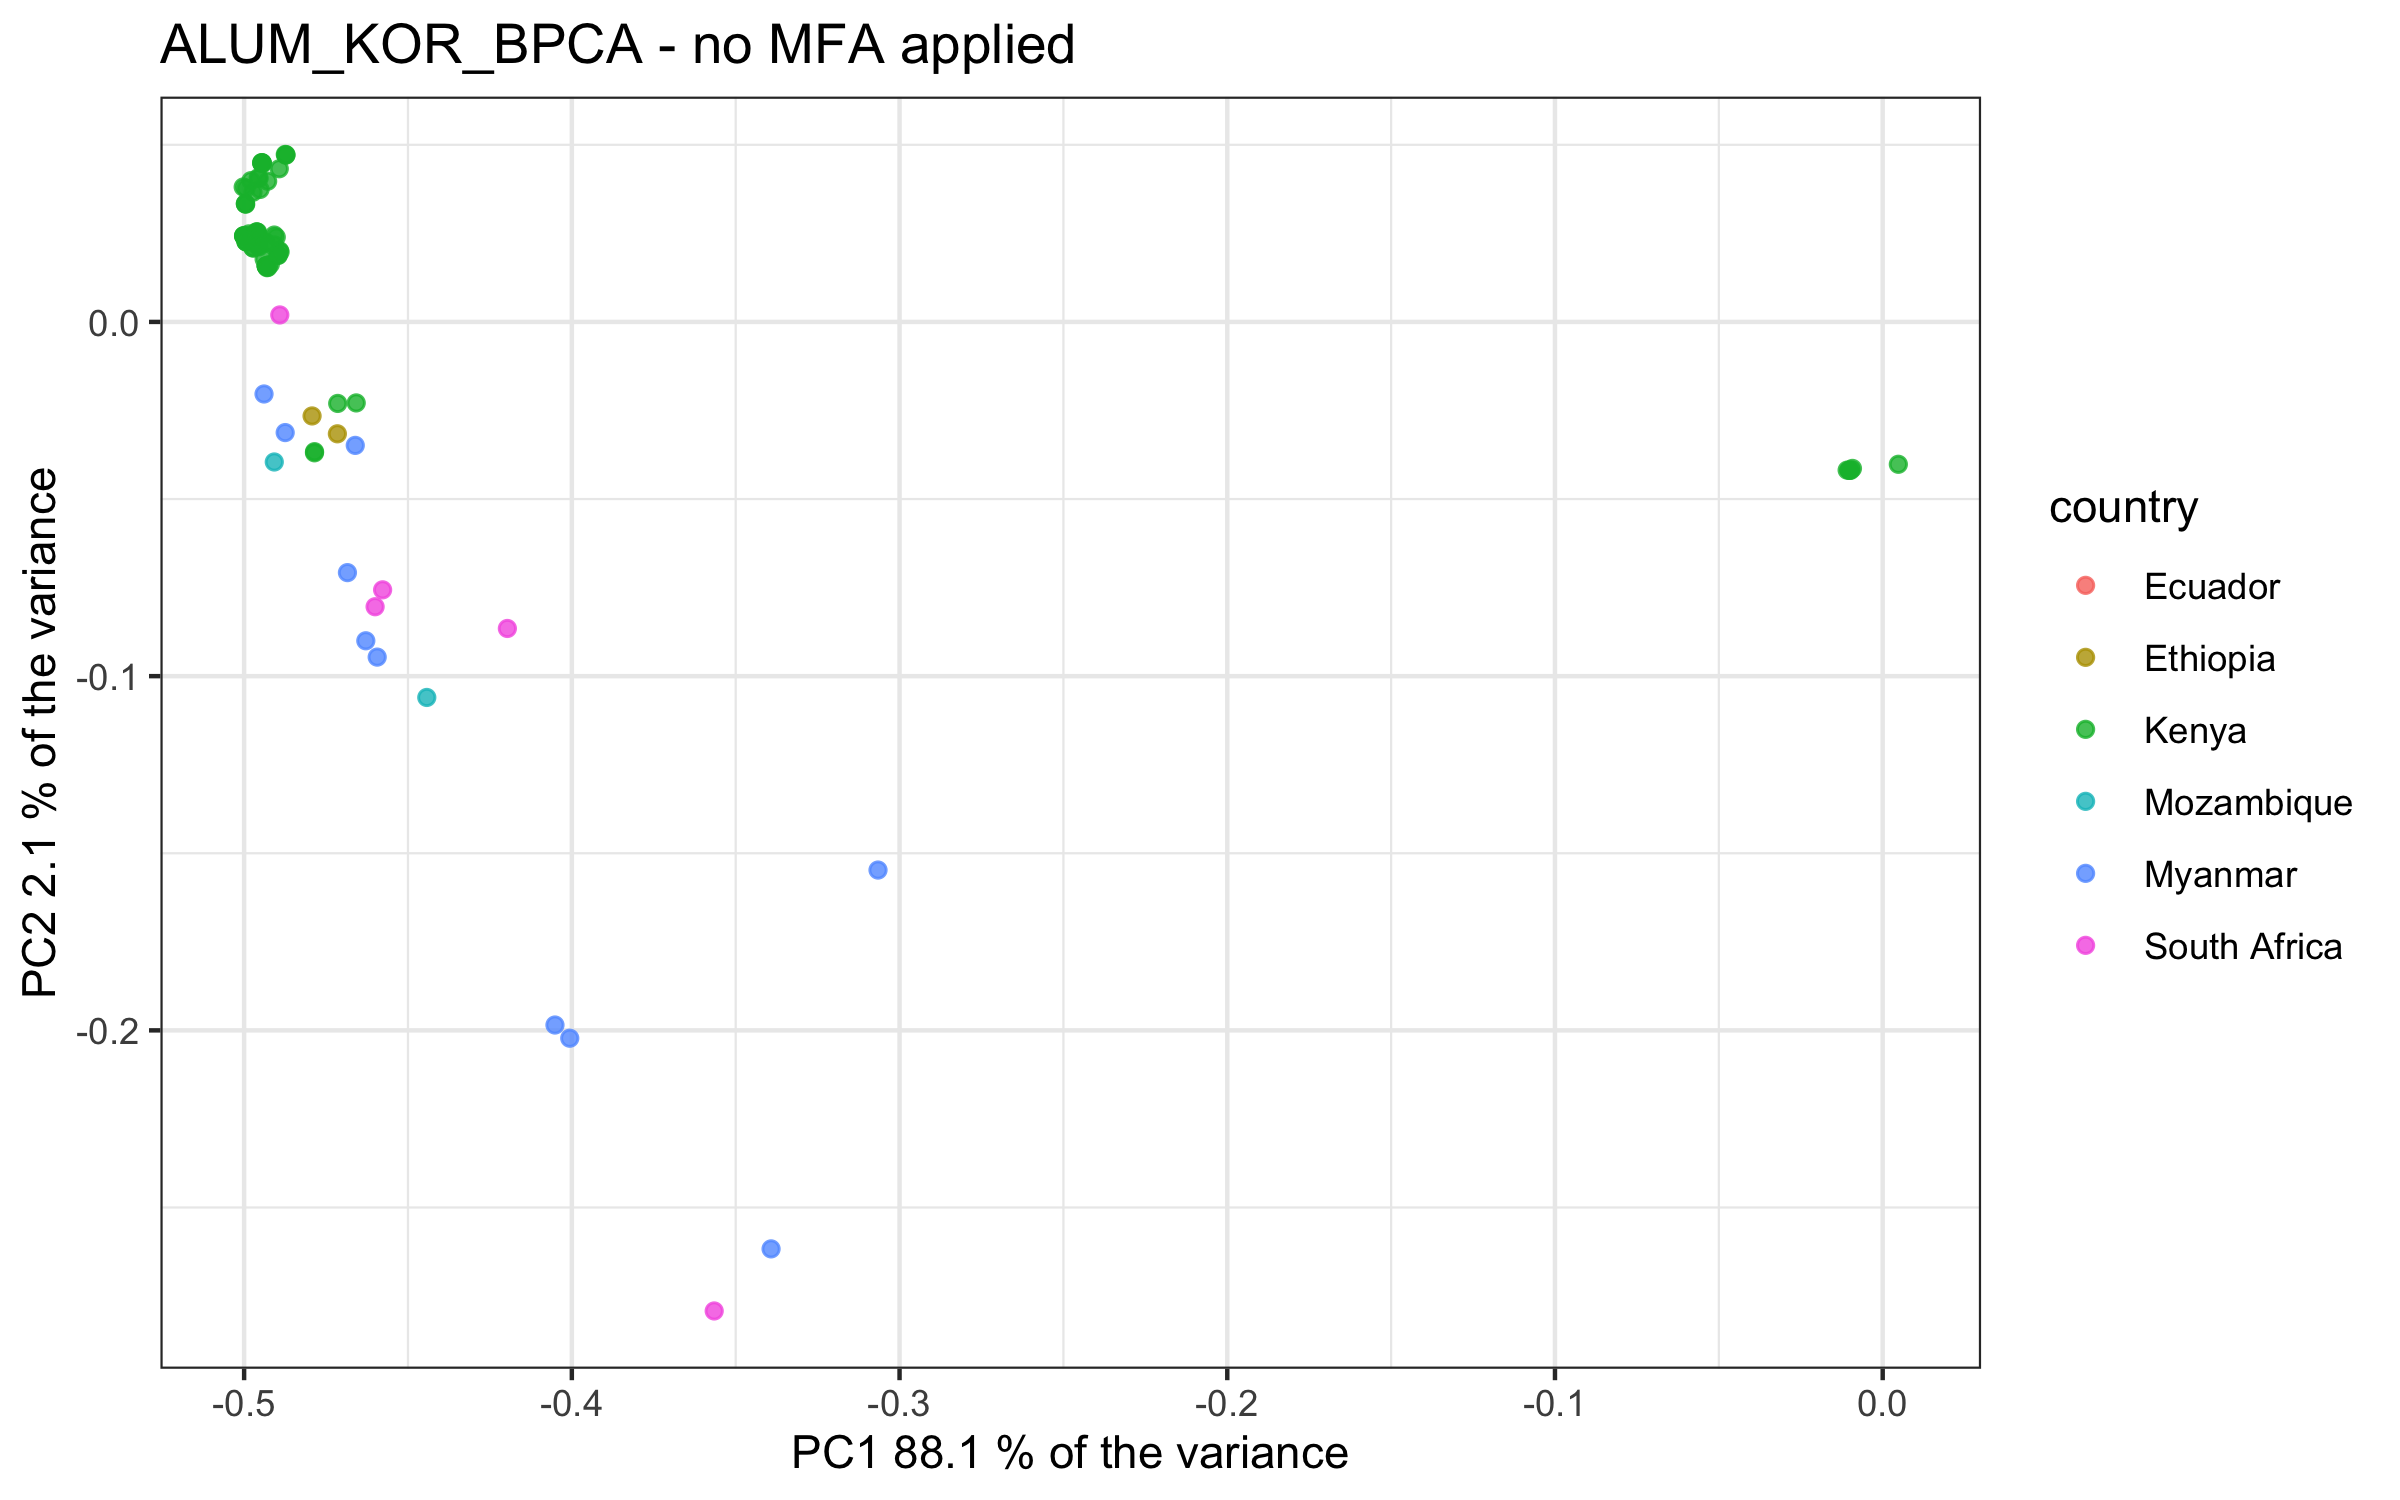 ALUM_KOR_BPCA - no MFA applied
PC2 2.1 % of the variance
0.0
-0.1
-0.2
-0.5
-0.4
-0.3
-0.2
-0.1
0.0
PC1 88.1 % of the variance
country
Ecuador
Ethiopia
Kenya
Mozambique
Myanmar
South Africa